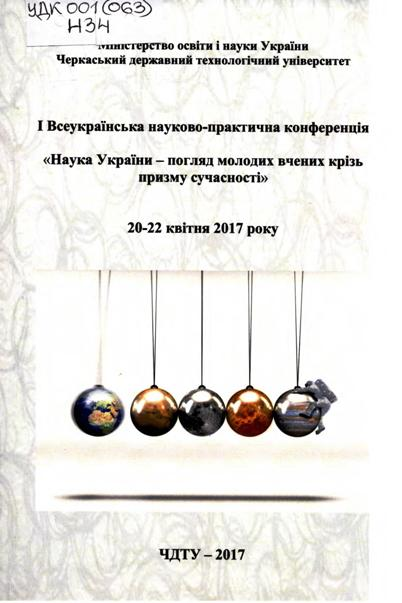 УДК 001(063)
Н34
Міністерство освіти і науки України
Черкаський державний технологічний університет
І Всеукраїнська науково-практична конференція
«Наука України – погляд молодих вчених крізь
призму сучасності»
20-22 квітня 2017 року
ЧДТУ – 2017